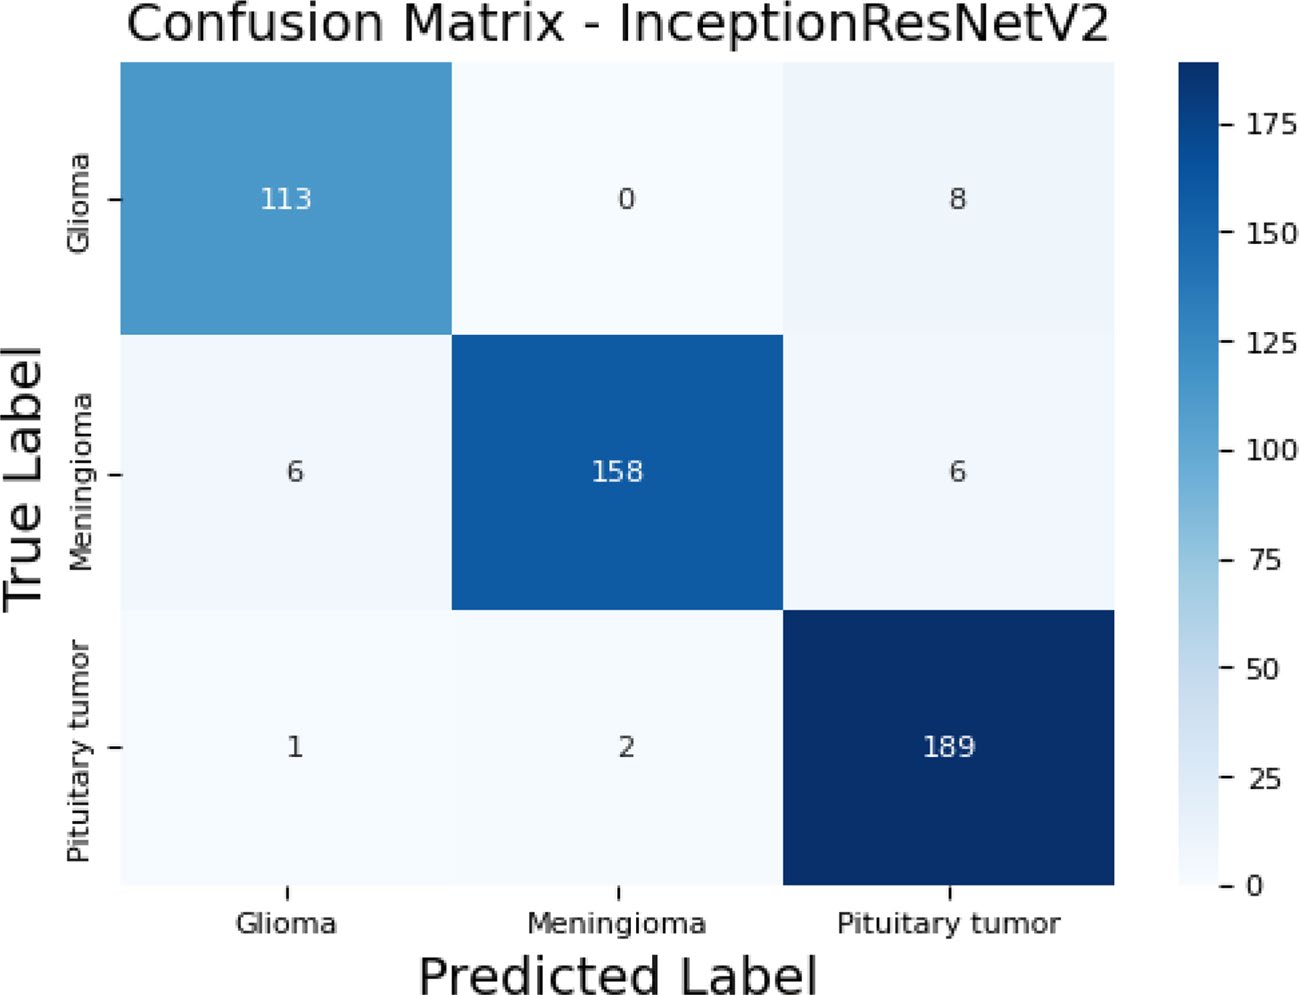 Confusion Matrix - InceptionResNetV2
True Label
Glioma
113
0
8
Meningioma
6
158
6
Pituitary tumor
1
2
189
Glioma
Meningioma
Pituitary tumor
Predicted Label
175
150
125
100
75
50
25
0